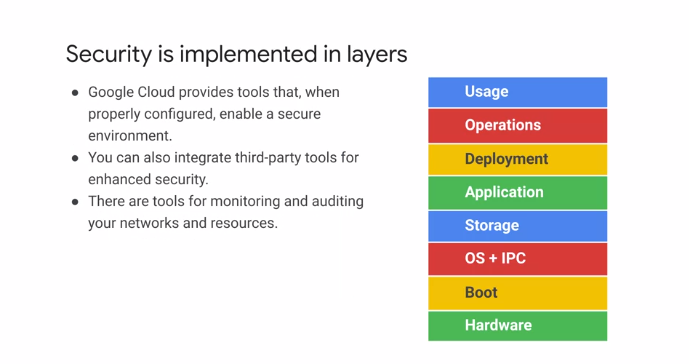 Security is implemented in layers
● Google Cloud provides tools that, when
properly configured, enable a secure
environment.
● You can also integrate third-party tools for
enhanced security.
● There are tools for monitoring and auditing
your networks and resources.
Usage
Operations
Deployment
Application
Storage
OS + IPC
Boot
Hardware